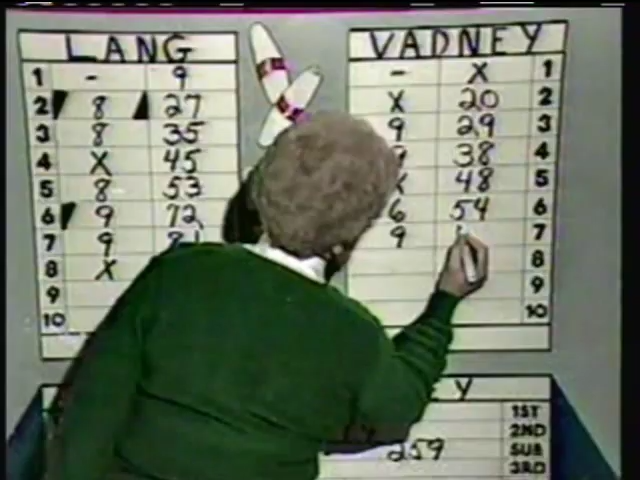 LANG
1 - 9
2 8 27
3 8 35
4 X 45
5 8 53
6 9 72
7 9
8 X
9
10
VADNEY
- X 1
X 20 2
9 29 3
38 4
X 48 5
6 54 6
9 7
8
9
10
Y
1ST
2ND
259 SUB
3RD